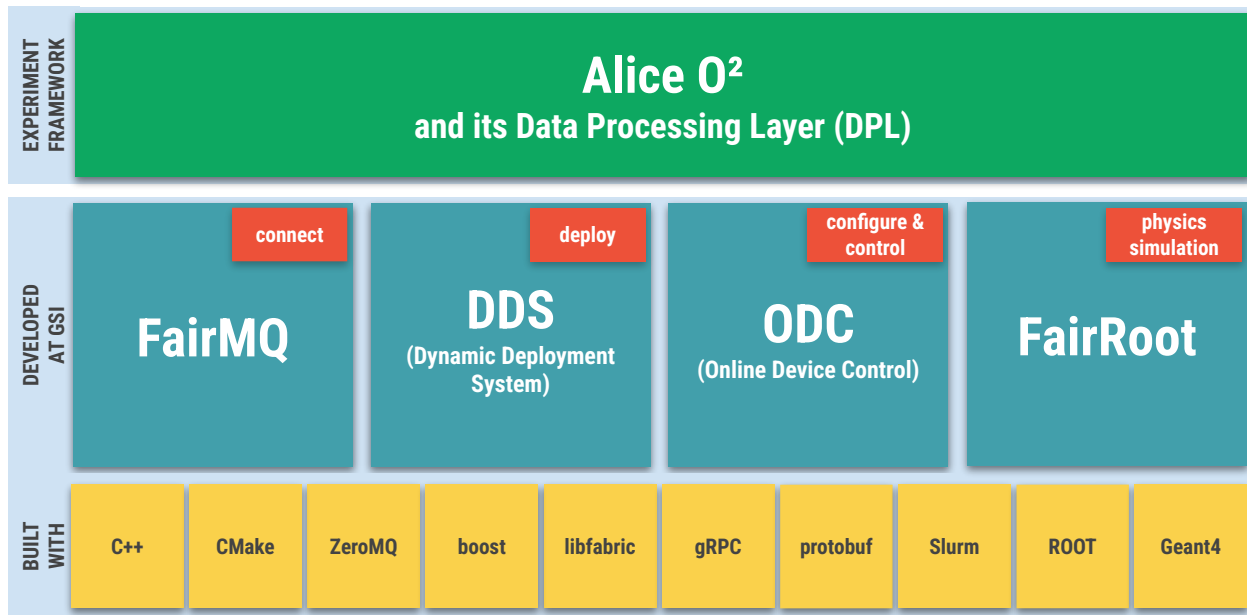 EXPERIMENT
FRAMEWORK
Alice O²
and its Data Processing Layer (DPL)
DEVELOPED
AT GSI
connect
FairMQ
deploy
DDS
(Dynamic Deployment
System)
configure &
control
ODC
(Online Device Control)
physics
simulation
FairRoot
BUILT
WITH
C++
CMake
ZeroMQ
boost
libfabric
gRPC
protobuf
Slurm
ROOT
Geant4